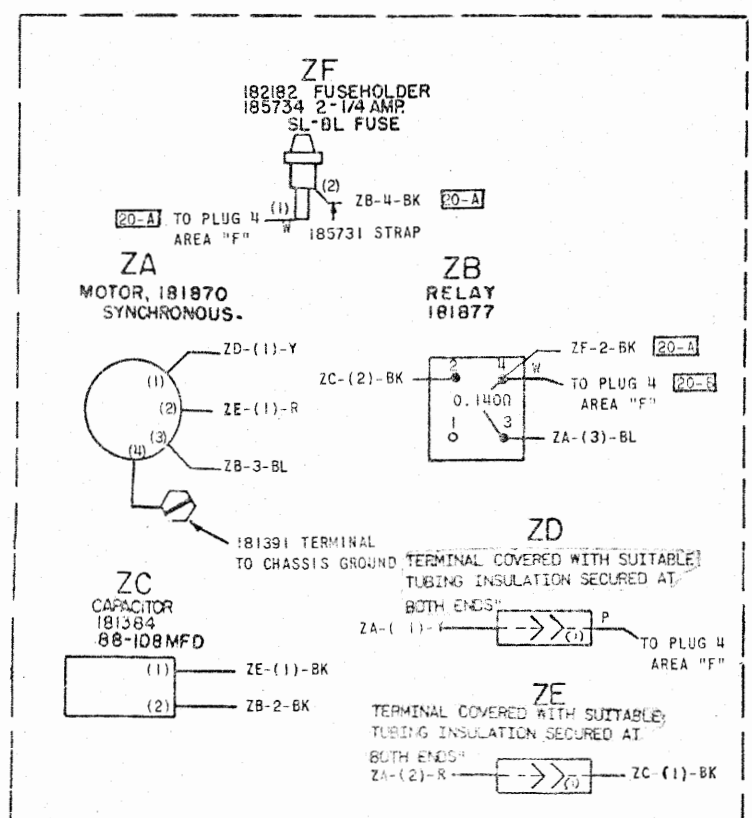 ZF
182182 FUSEHOLDER
185734 2-1/4 AMP.
SL-BL FUSE
(2)
ZB-4-BK 20-A
(1)
20-A TO PLUG 4
W
AREA "F"
185731 STRAP
ZA
MOTOR, 181870
SYNCHRONOUS.
ZD-(1)-Y
(1)
(2) ZE-(1)-R
(3)
(4)
ZB-3-BL
181391 TERMINAL
TO CHASSIS GROUND
ZB
RELAY
181877
ZF-2-BK 20-A
ZC-(2)-BK
2 4 W
TO PLUG 4 20-B
AREA "F"
0.140Ω
1 3
ZA-(3)-BL
ZC
CAPACITOR
181384
88-108MFD
(1) ZE-(1)-BK
(2) ZB-2-BK
ZD
TERMINAL COVERED WITH SUITABLE
TUBING INSULATION SECURED AT
BOTH ENDS"
ZA-( 1)- (1) P
TO PLUG 4
AREA "F"
ZE
TERMINAL COVERED WITH SUITABLE
TUBING INSULATION SECURED AT
BOTH ENDS"
ZA-(2)-R (1) ZC-(1)-BK